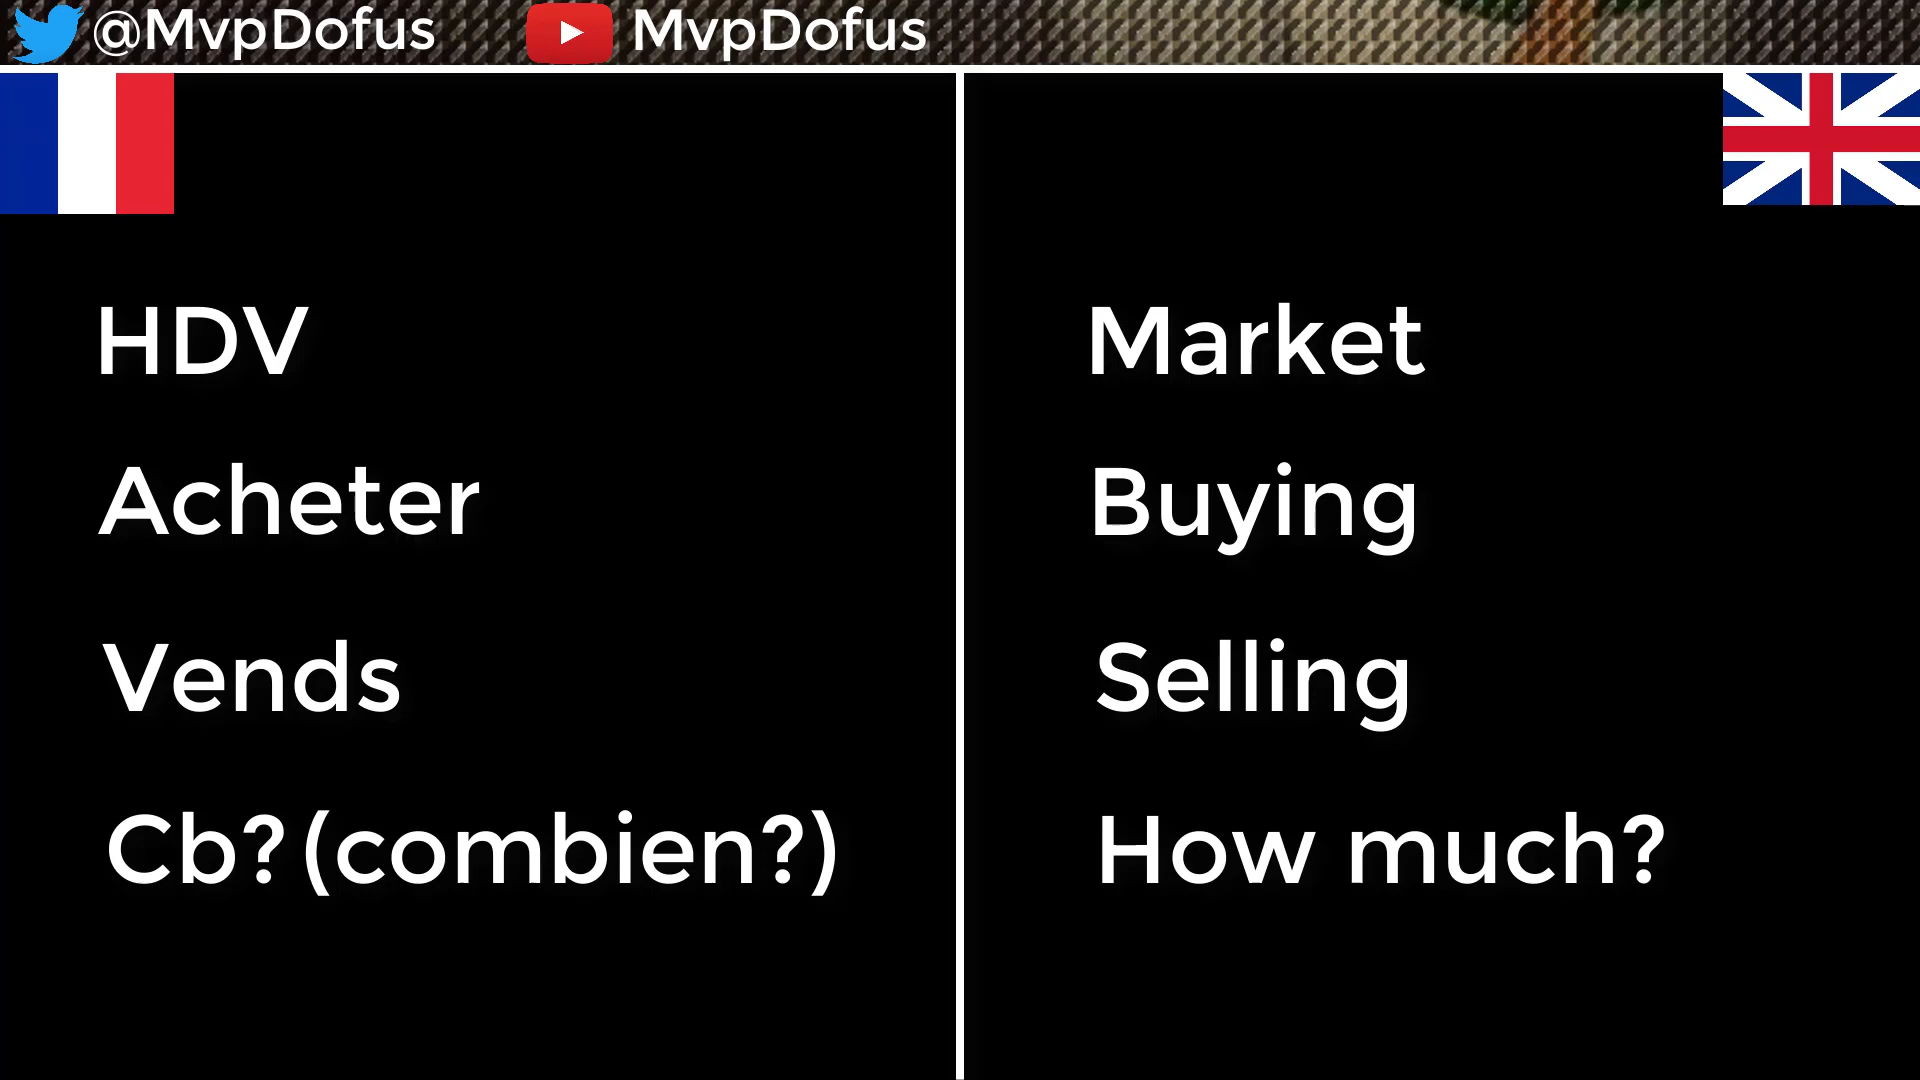 @MvpDofus MvpDofus
HDV
Market
Acheter
Buying
Vends
Selling
Cb? (combien?)
How much?